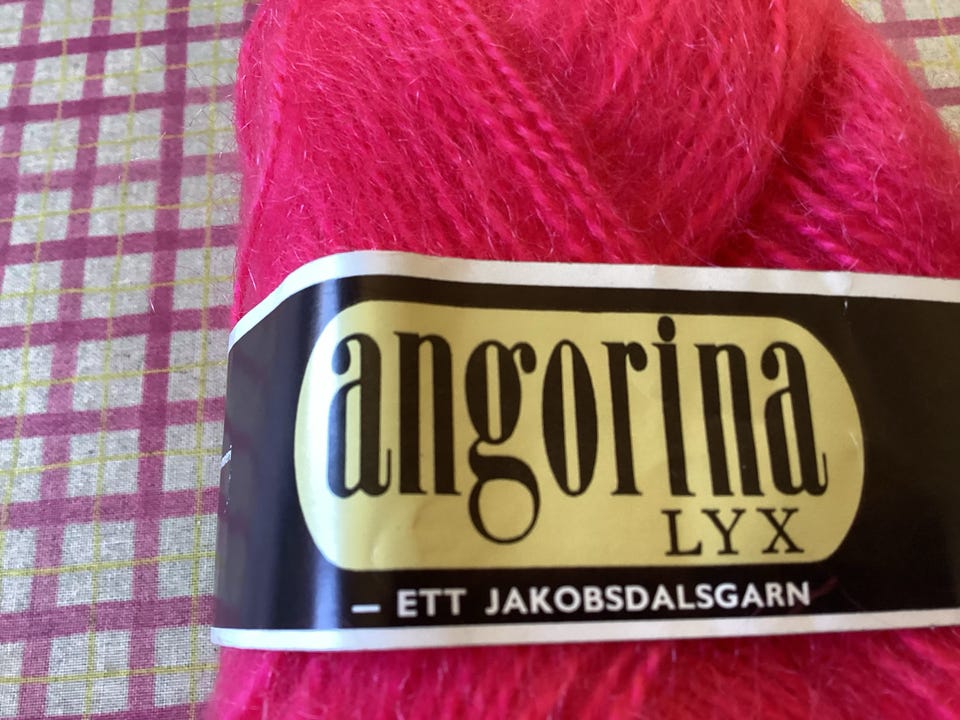 angorina
LYX
— ETT JAKOBSDALSGARN